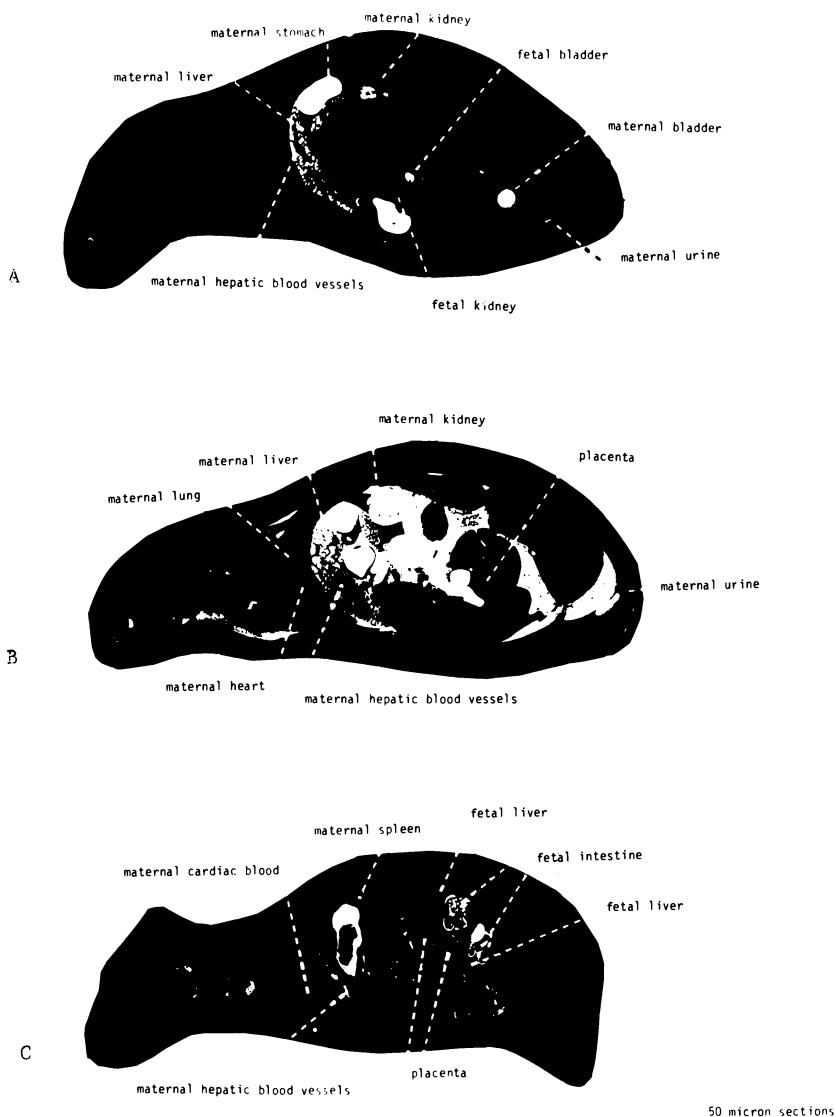 maternal kidney
maternal stomach
fetal bladder
maternal liver
maternal bladder
maternal urine
A
maternal hepatic blood vessels
fetal kidney
maternal kidney
placenta
maternal liver
maternal lung
maternal urine
B
maternal heart
maternal hepatic blood vessels
fetal liver
maternal spleen
fetal intestine
maternal cardiac blood
fetal liver
C
placenta
maternal hepatic blood vessels
50 micron sections